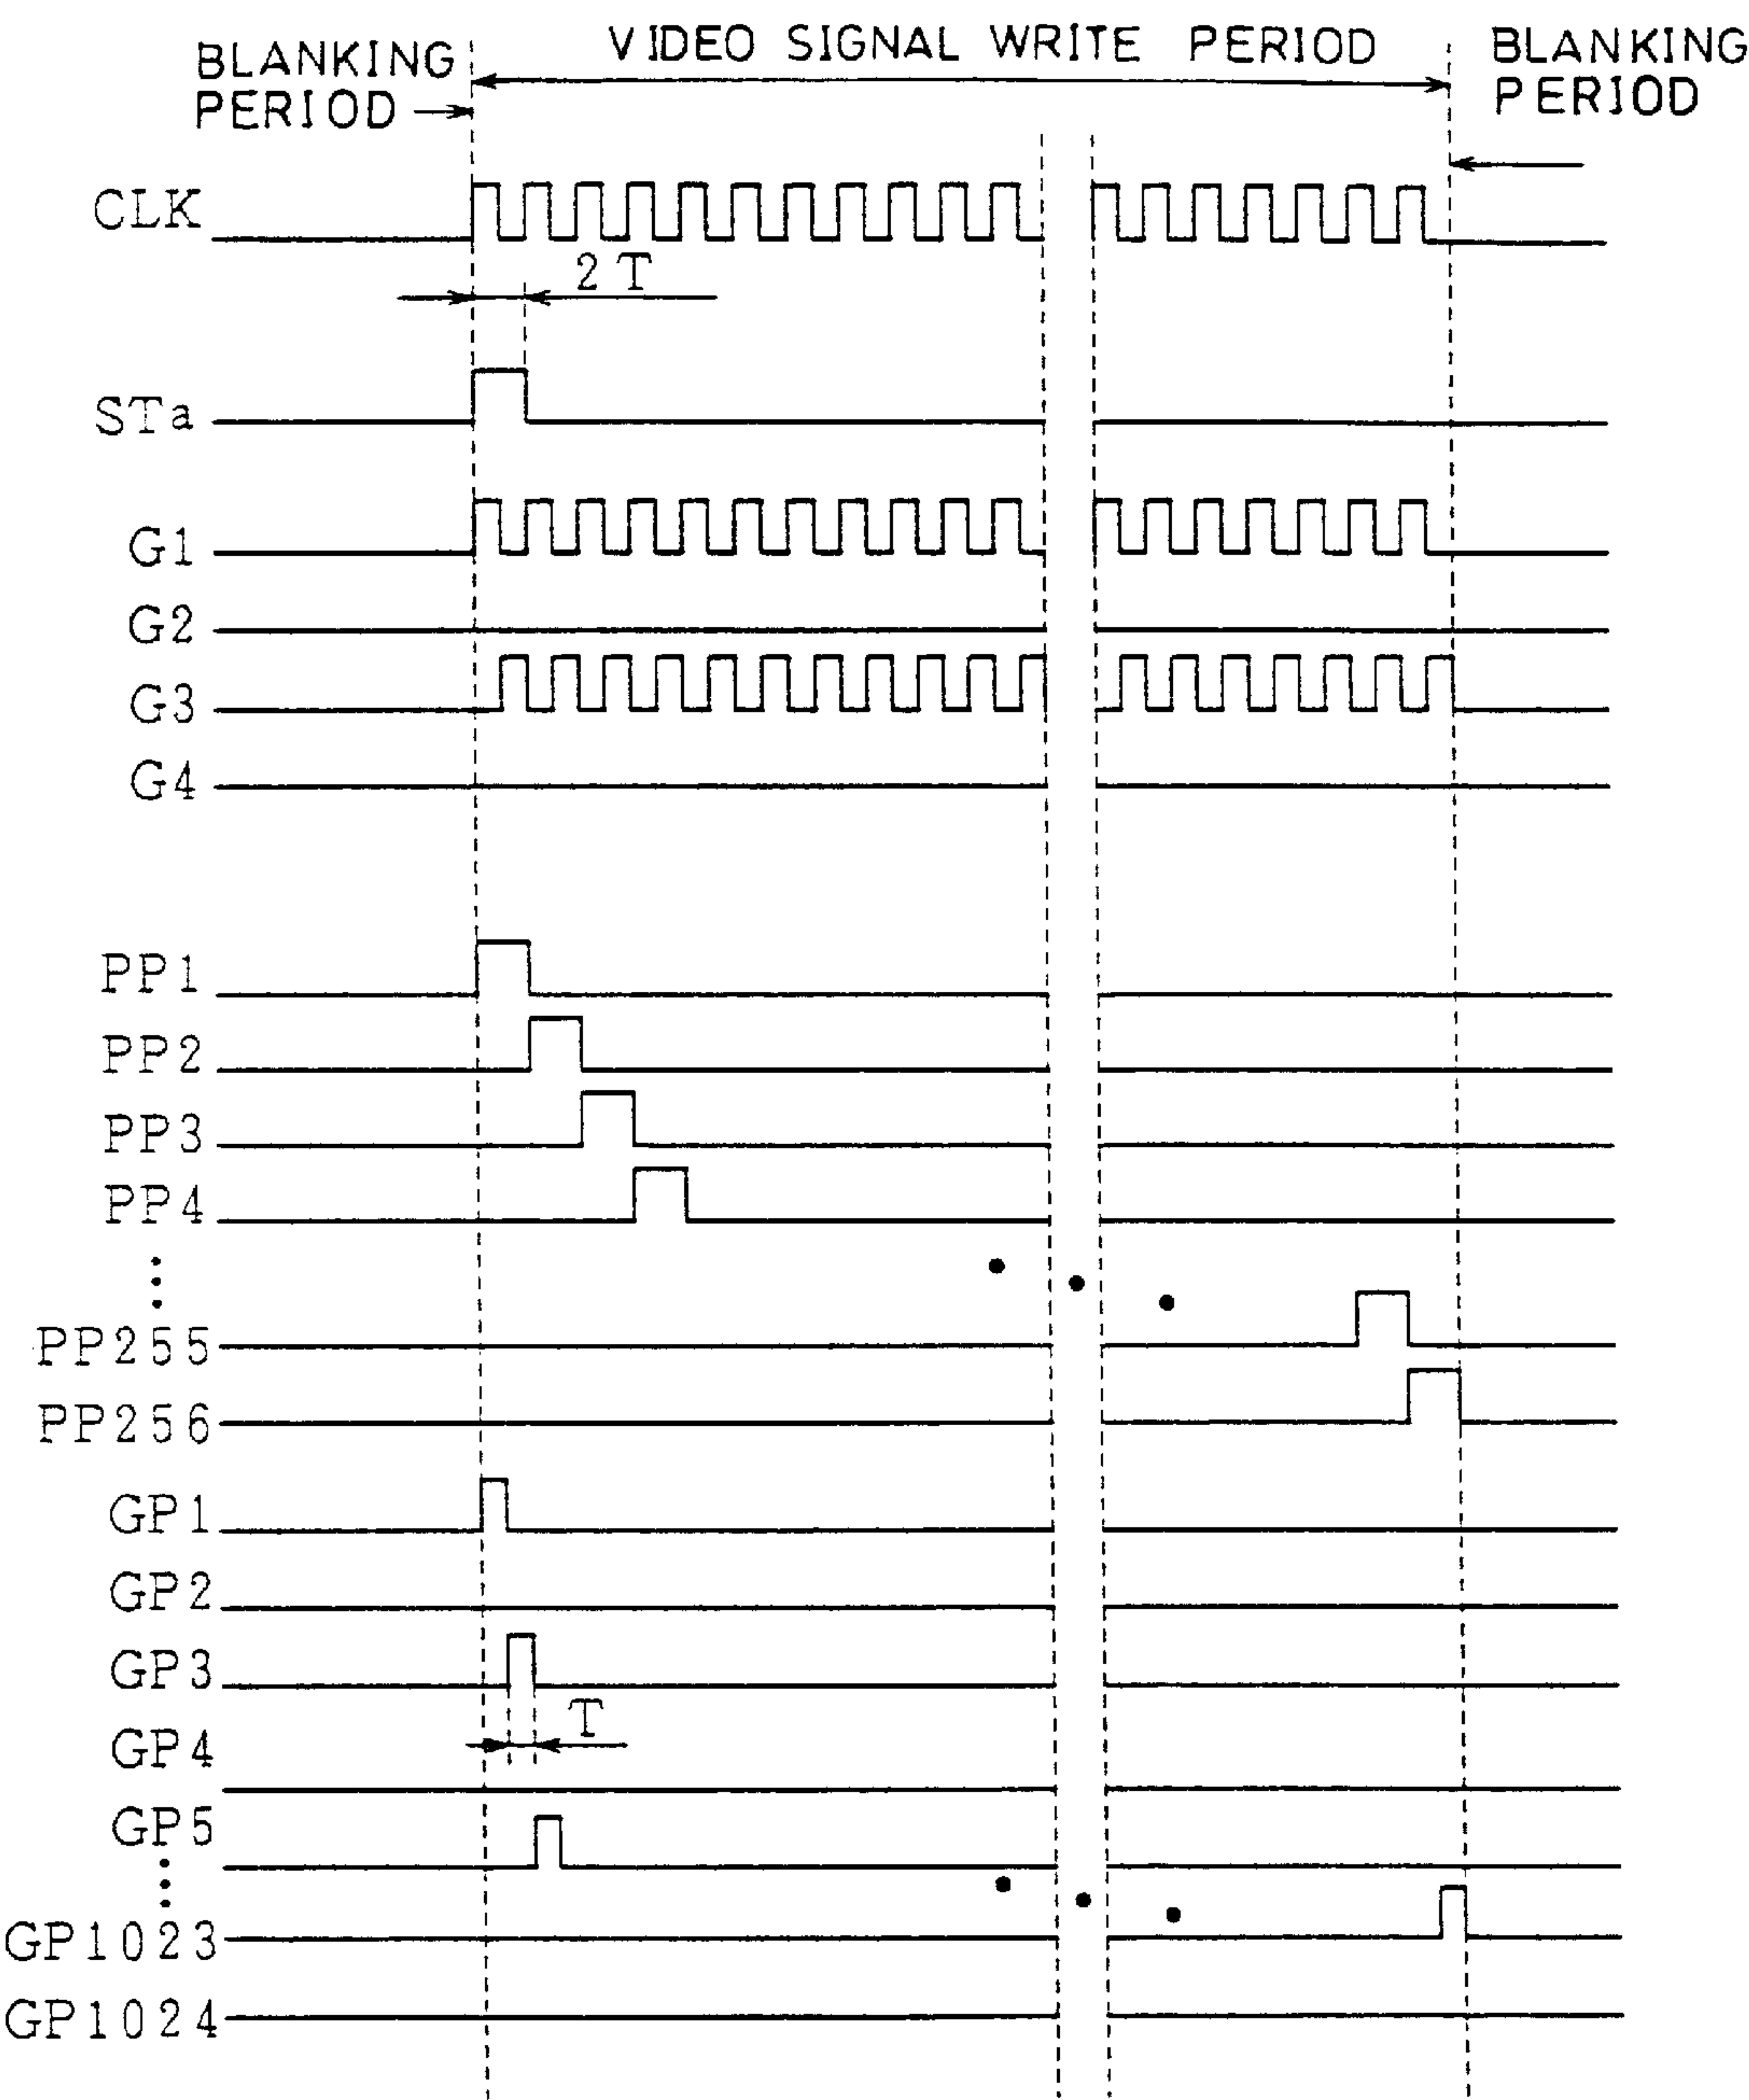 BLANKING PERIOD
VIDEO SIGNAL WRITE PERIOD
BLANKING PERIOD
CLK
2T
STa
G1
G2
G3
G4
PP1
PP2
PP3
PP4
PP255
PP256
GP1
GP2
GP3
T
GP4
GP5
GP1023
GP1024